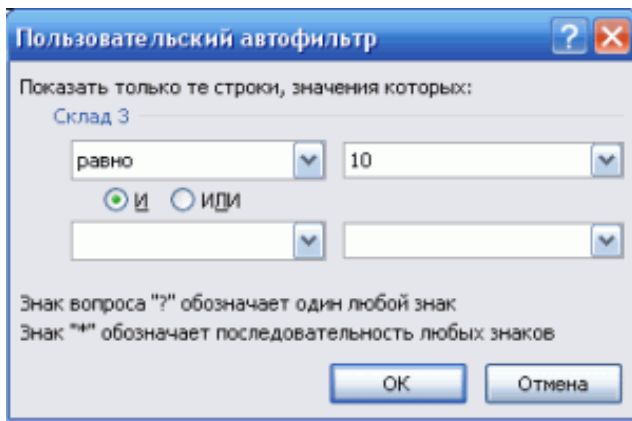 Пользовательский автофильтр
Показать только те строки, значения которых:
Склад 3
равно 10
И ИЛИ
Знак вопроса "?" обозначает один любой знак
Знак "*" обозначает последовательность любых знаков
ОК Отмена